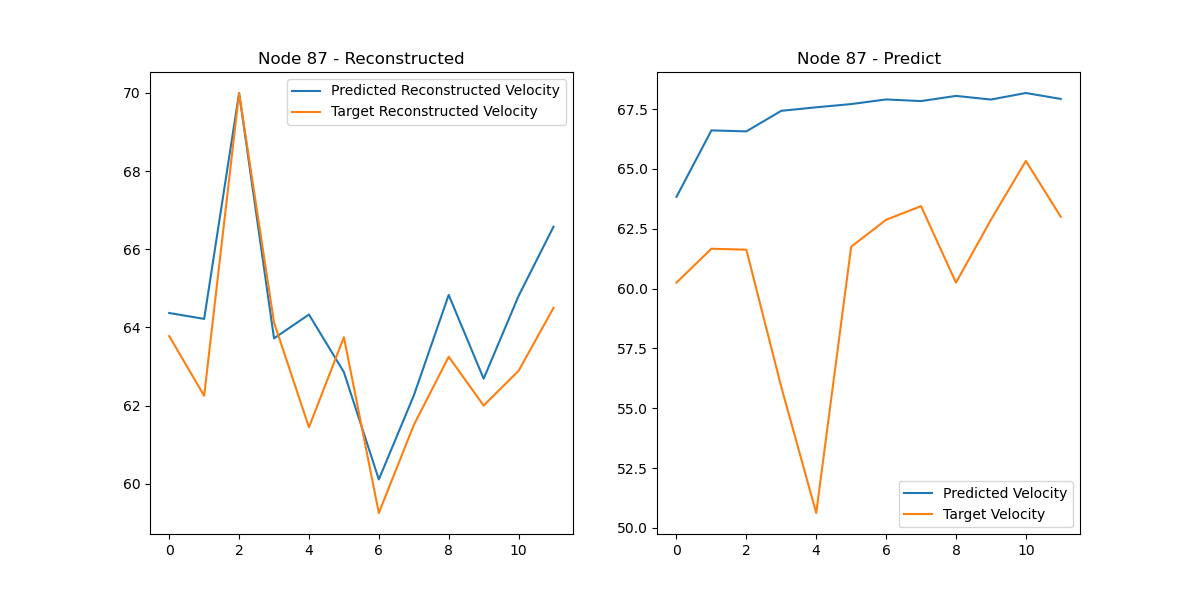 Node 87 - Reconstructed
Predicted Reconstructed Velocity
Target Reconstructed Velocity
70
68
66
64
62
60
0 2 4 6 8 10
Node 87 - Predict
67.5
65.0
62.5
60.0
57.5
55.0
52.5
50.0
Predicted Velocity
Target Velocity
0 2 4 6 8 10